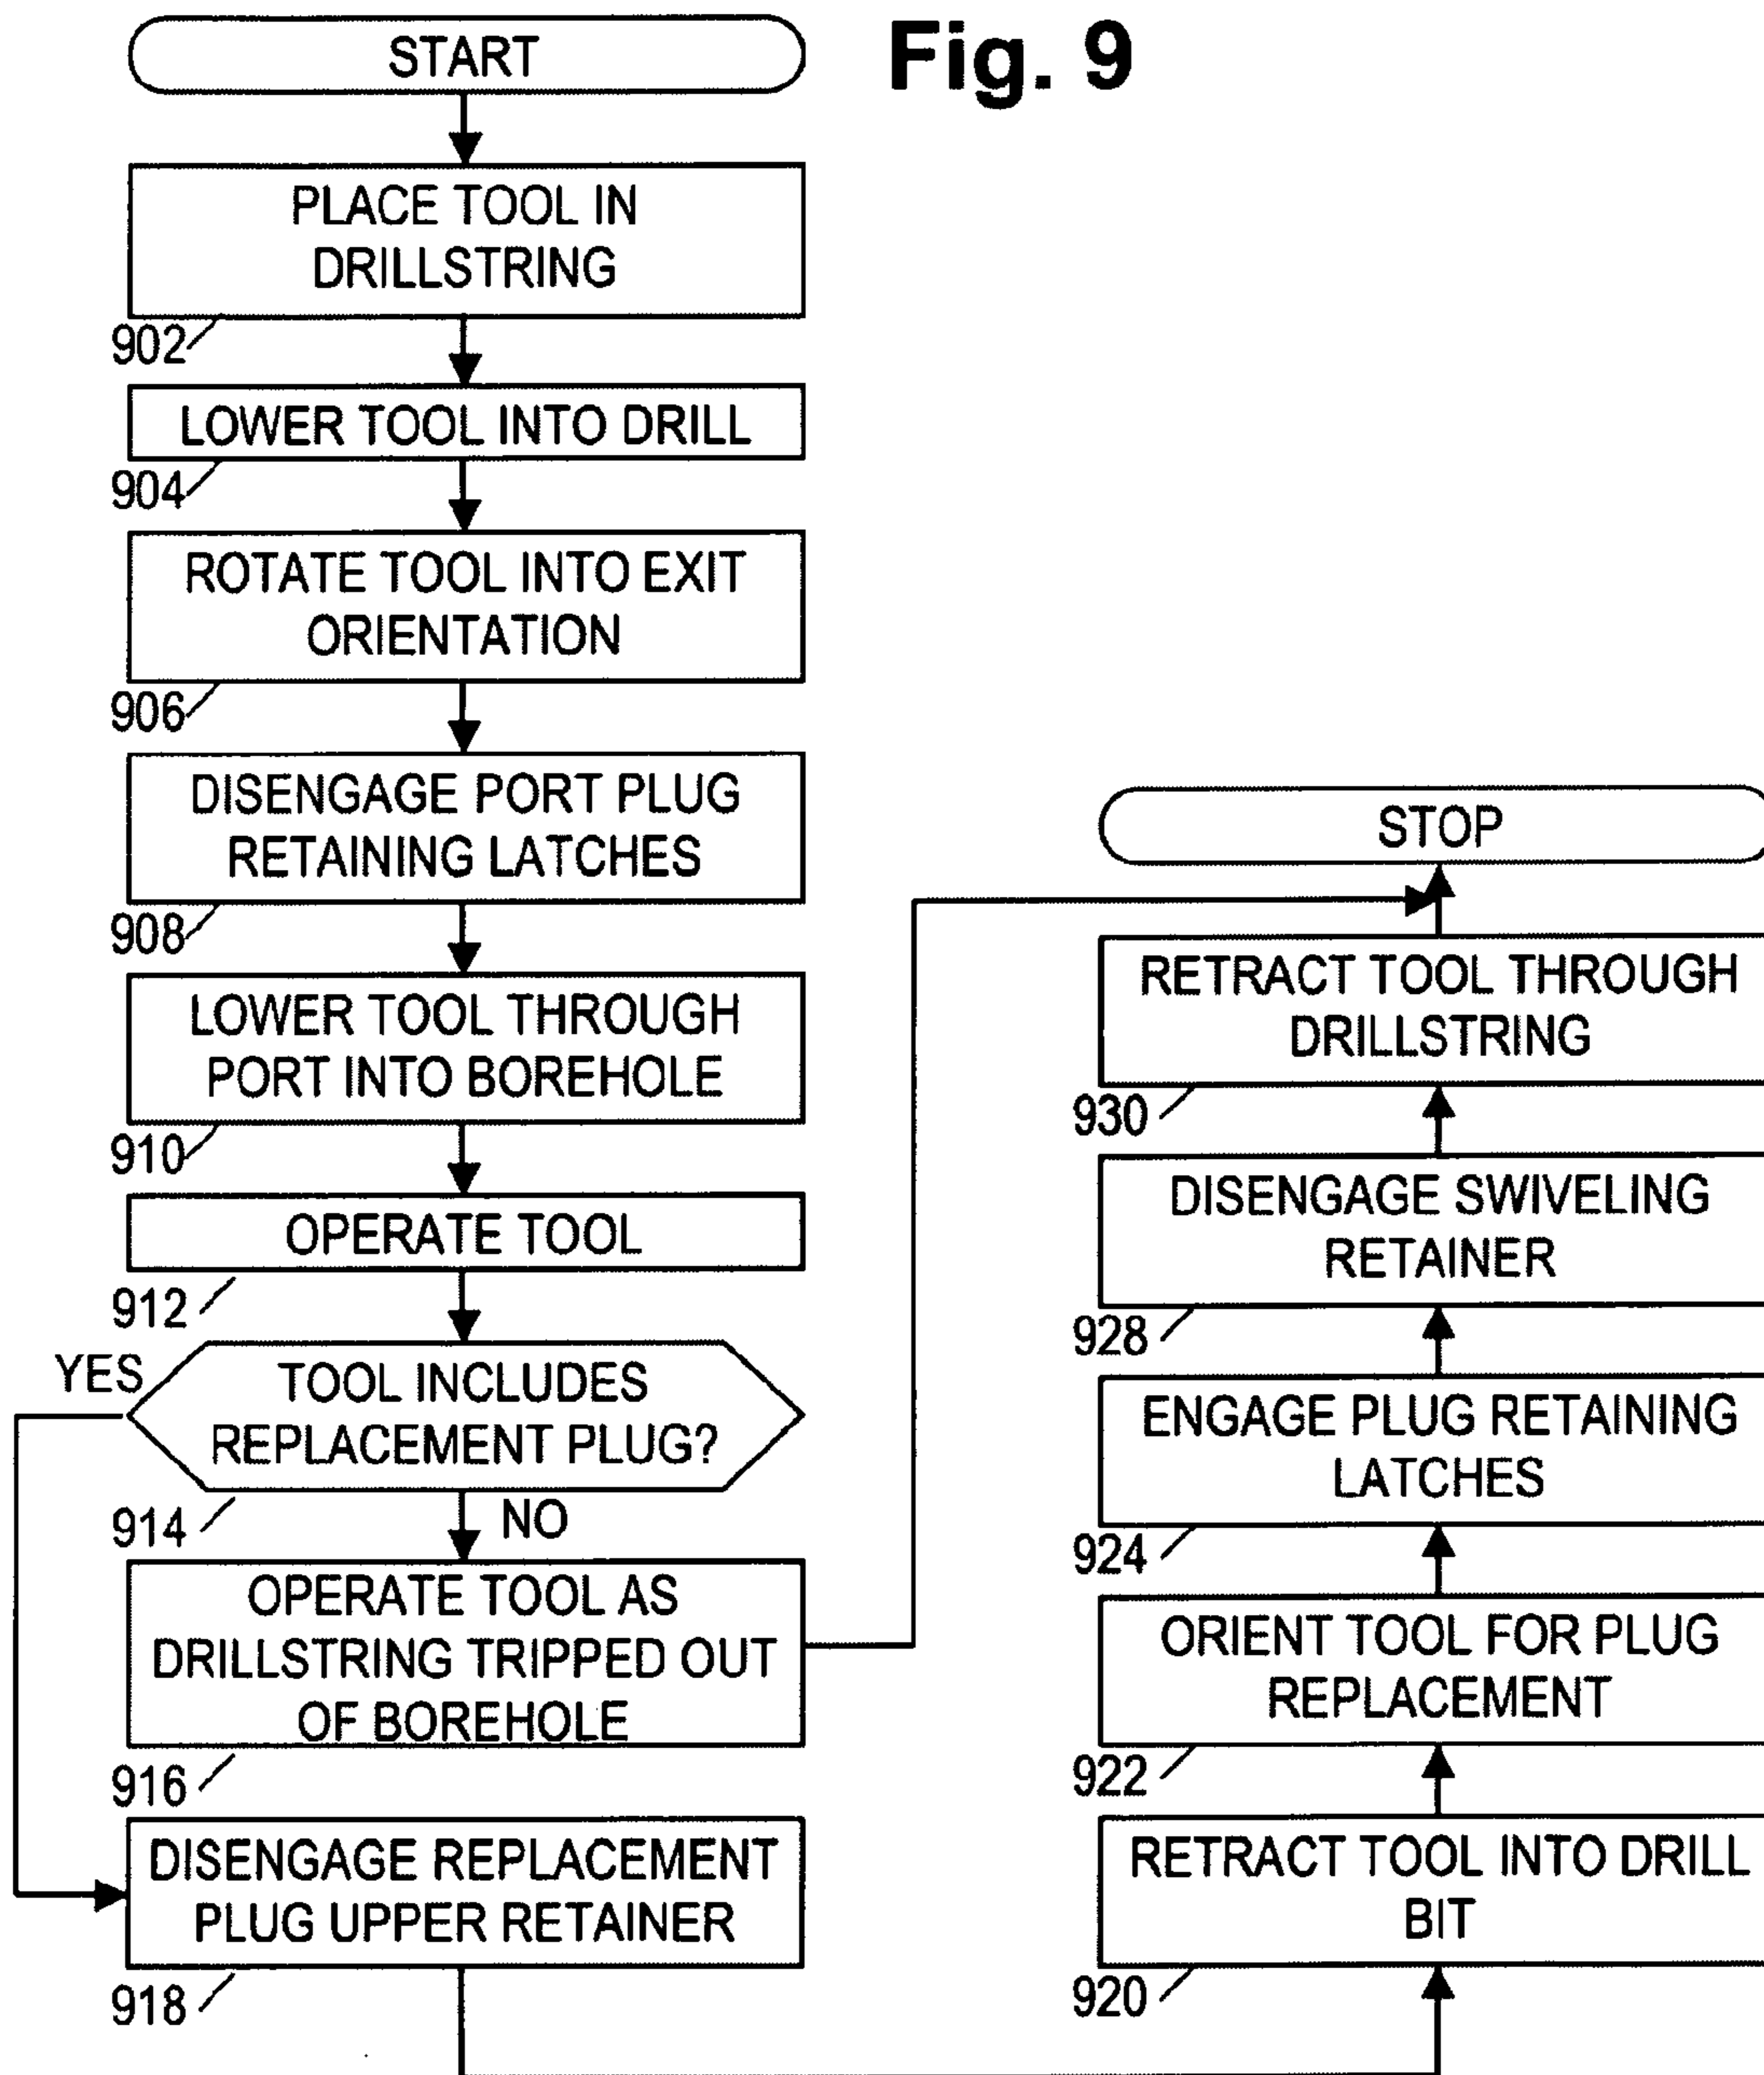 Fig. 9
START
PLACE TOOL IN
DRILLSTRING
902
LOWER TOOL INTO DRILL
904
ROTATE TOOL INTO EXIT
ORIENTATION
906
DISENGAGE PORT PLUG
RETAINING LATCHES
908
LOWER TOOL THROUGH
PORT INTO BOREHOLE
910
OPERATE TOOL
912
YES
TOOL INCLUDES
REPLACEMENT PLUG?
914
NO
OPERATE TOOL AS
DRILLSTRING TRIPPED OUT
OF BOREHOLE
916
DISENGAGE REPLACEMENT
PLUG UPPER RETAINER
918
STOP
RETRACT TOOL THROUGH
DRILLSTRING
930
DISENGAGE SWIVELING
RETAINER
928
ENGAGE PLUG RETAINING
LATCHES
924
ORIENT TOOL FOR PLUG
REPLACEMENT
922
RETRACT TOOL INTO DRILL
BIT
920